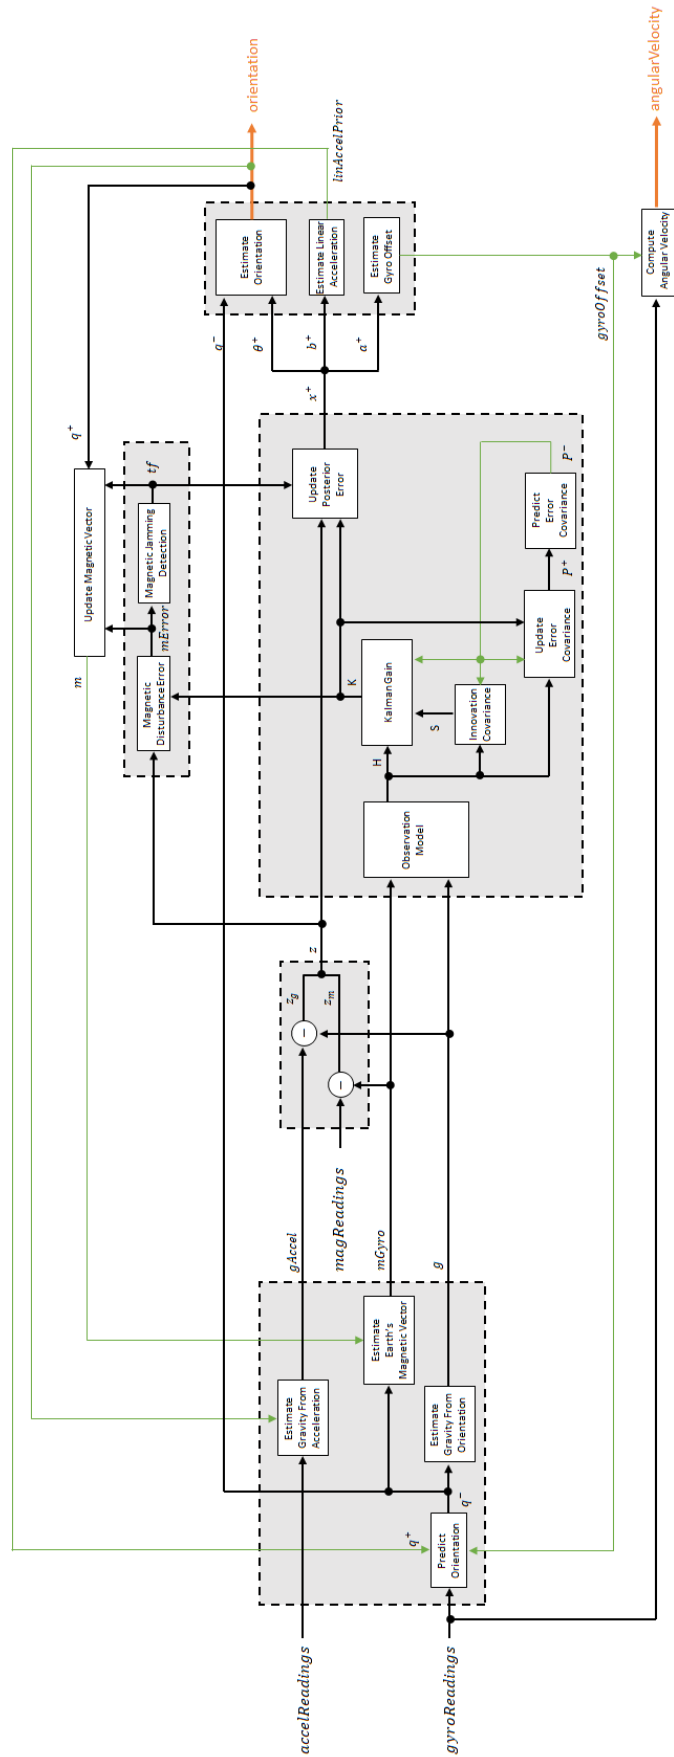 accelReadings
gyroReadings
Predict
Orientation
q⁺
q⁻
Estimate
Gravity From
Acceleration
Estimate
Earth's
Magnetic Vector
Estimate
Gravity From
Orientation
gAccel
magReadings
mGyro
g
−
−
z_g
z_m
z
Observation
Model
H
Kalman Gain
Innovation
Covariance
S
K
Update
Error
Covariance
P⁺
Predict
Error
Covariance
P⁻
Update
Posterior
Error
x⁺
m
Update Magnetic Vector
q⁺
Magnetic
Disturbance Error
mError
Magnetic Jamming
Detection
tf
q⁻
θ⁺
b⁺
a⁺
Estimate
Orientation
Estimate Linear
Acceleration
Estimate
Gyro Offset
orientation
linAccelPrior
gyroOffset
Compute
Angular Velocity
angularVelocity